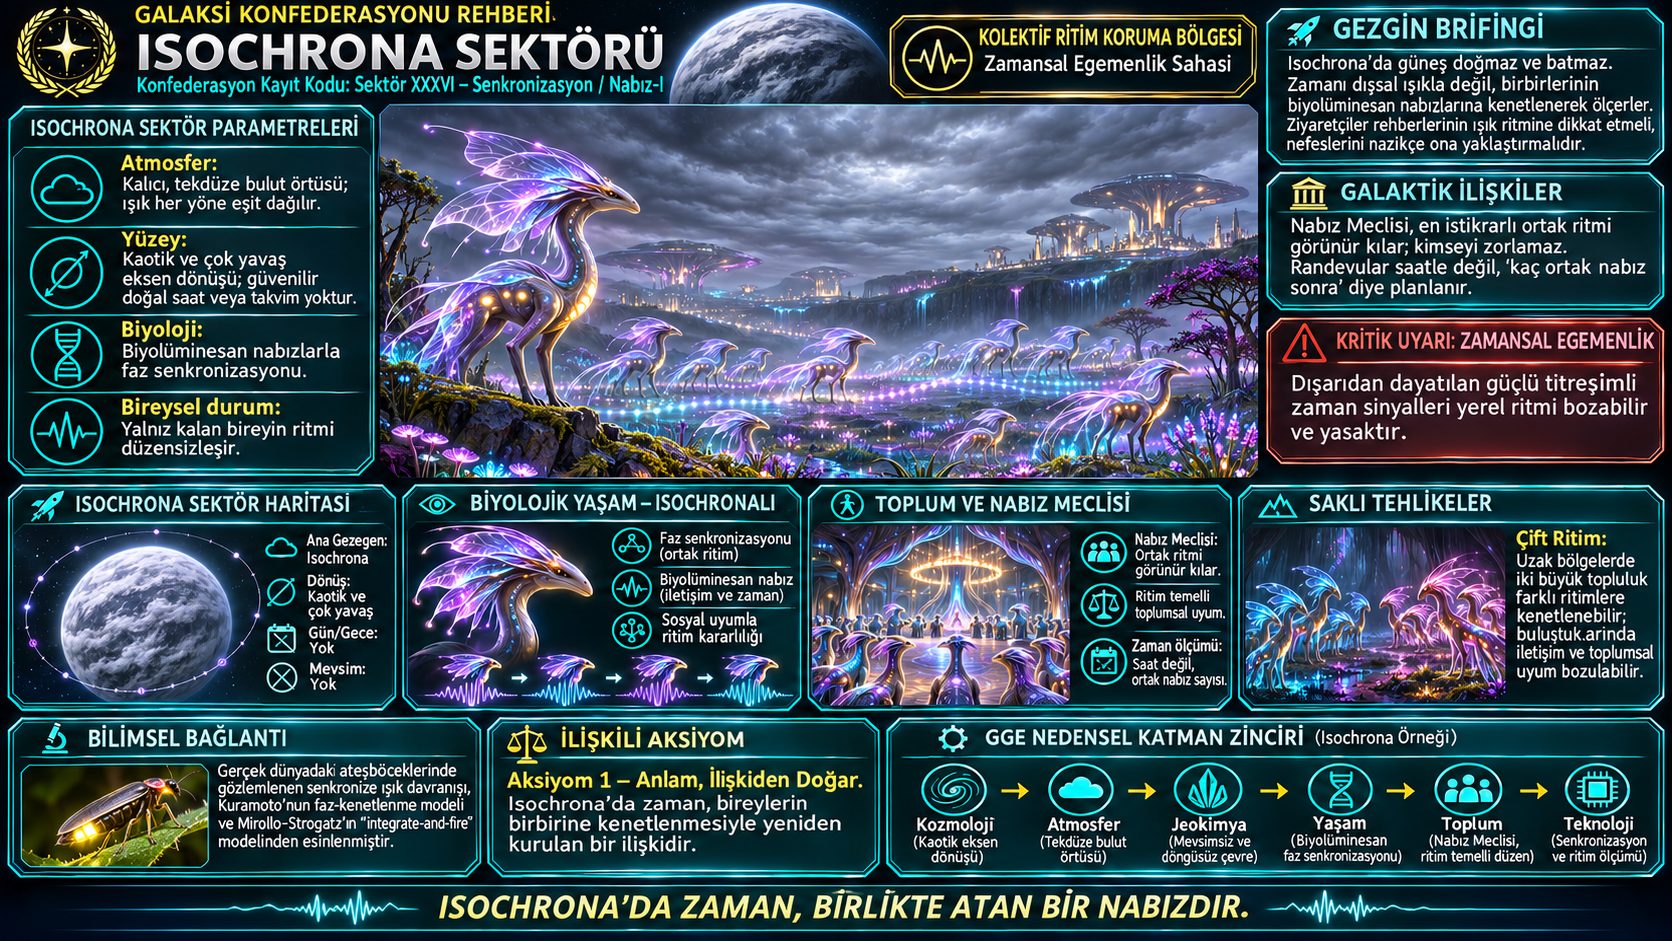 GALAKSİ KONFEDERASYONU REHBERİ.
ISOCHRONA SEKTÖRÜ
Konfederasyon Kayıt Kodu: Sektör XXXVI – Senkronizasyon / Nabız-I
KOLEKTİF RİTİM KORUMA BÖLGESİ
Zamansal Egemenlik Sahasi
GEZGİN BRİFİNGİ
Isochrona'da güneş doğmaz ve batmaz.
Zamanı dışsal ışıkla değil, birbirlerinin
biyolüminesan nabızlarına kenetlenerek ölçerler.
Ziyaretçiler rehberlerinin ışık ritmine dikkat etmeli,
nefeslerini nazikçe ona yaklaştırmalıdır.
ISOCHRONA SEKTÖR PARAMETRELERİ
Atmosfer:
Kalıcı, tekdüze bulut örtüsü;
ışık her yöne eşit dağılır.
Yüzey:
Kaotik ve çok yavaş
eksen dönüşü; güvenilir
doğal saat veya takvim yoktur.
Biyoloji:
Biyolüminesan nabızlarla
faz senkronizasyonu.
Bireysel durum:
Yalnız kalan bireyin ritmi
düzensizleşir.
GALAKTİK İLİŞKİLER
Nabız Meclisi, en istikrarlı ortak ritmi
görünür kılar; kimseyi zorlamaz.
Randevular saatle değil, 'kaç ortak nabız
sonra' diye planlanır.
KRİTİK UYARI: ZAMANSAL EGEMENLİK
Dışarıdan dayatılan güçlü titreşimli
zaman sinyalleri yerel ritmi bozabilir
ve yasaktır.
ISOCHRONA SEKTÖR HARİTASI
Ana Gezegen:
Isochrona
Dönüş:
Kaotik ve
çok yavaş
Gün/Gece:
Yok
Mevsim:
Yok
BİYOLOJİK YAŞAM – ISOCHRONALI
Faz senkronizasyonu
(ortak ritim)
Biyolüminesan nabız
(iletişim ve zaman)
Sosyal uyumla
ritim kararlılığı
TOPLUM VE NABIZ MECLİSİ
Nabız Meclisi:
Ortak ritmi
görünür kılar.
Ritim temelli
toplumsal uyum.
Zaman ölçümü:
Saat değil,
ortak nabız sayısı.
SAKLI TEHLİKELER
Çift Ritim:
Uzak bölgelerde
iki büyük topluluk
farklı ritimlere
kenetlenebilir;
buluştuk.arında
iletişim ve toplumsal
uyum bozulabilir.
BİLİMSEL BAĞLANTI
Gerçek dünyadaki ateşböceklerinde
gözlemlenen senkronize ışık davranışı,
Kuramoto'nun faz-kenetlenme modeli
ve Mirollo-Strogatz'ın "integrate-and-fire"
modelinden esinlenmiştir.
İLİŞKİLİ AKSİYOM
Aksiyom 1 – Anlam, İlişkiden Doğar.
Isochrona'da zaman, bireylerin
birbirine kenetlenmesiyle yeniden
kurulan bir ilişkidir.
GGE NEDENSEL KATMAN ZİNCİRİ (Isochrona Örneği)
Kozmoloji
(Kaotik eksen
dönüşü)
Atmosfer
(Tekdüze bulut
örtüsü)
Jeokimya
(Mevsimsiz ve
döngüsüz çevre)
Yaşam
(Biyolüminesan
faz senkronizasyonu)
Toplum
(Nabız Meclisi,
ritim temelli düzen)
Teknoloji
(Senkronizasyon
ve ritim ölçümü)
ISOCHRONA'DA ZAMAN, BİRLİKTE ATAN BİR NABIZDIR.